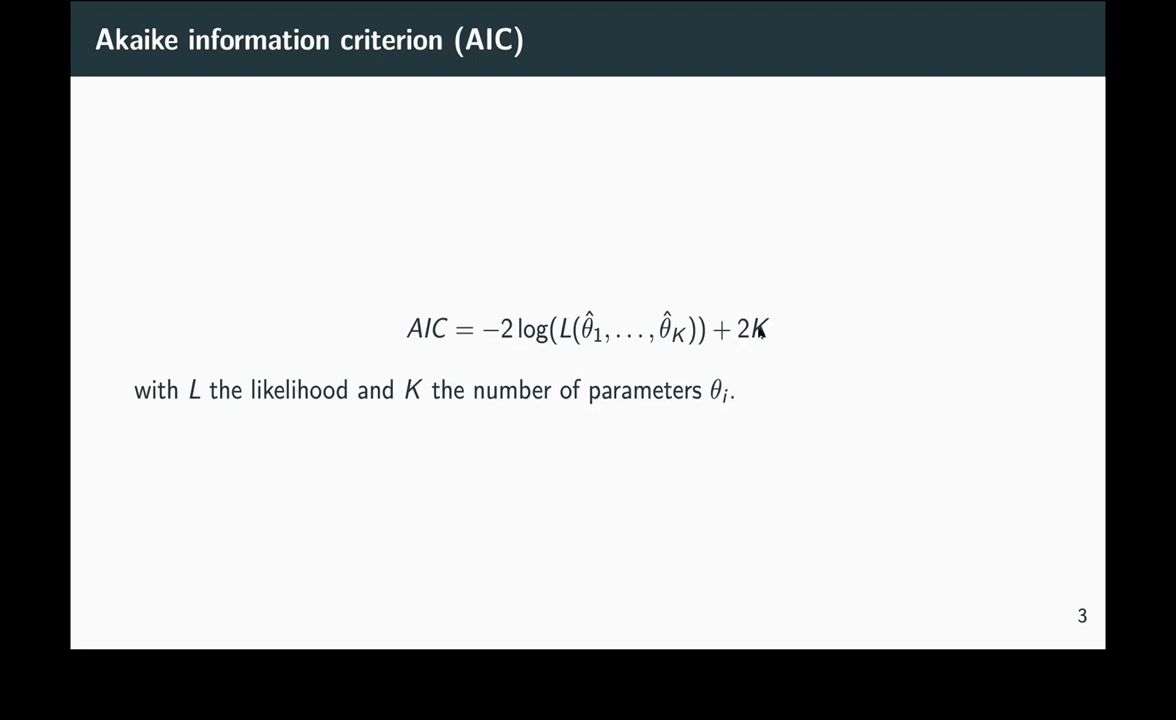 Akaike information criterion (AIC)
AIC = −2 log(L(θ̂₁, . . . , θ̂_K)) + 2K
with L the likelihood and K the number of parameters θᵢ.
3